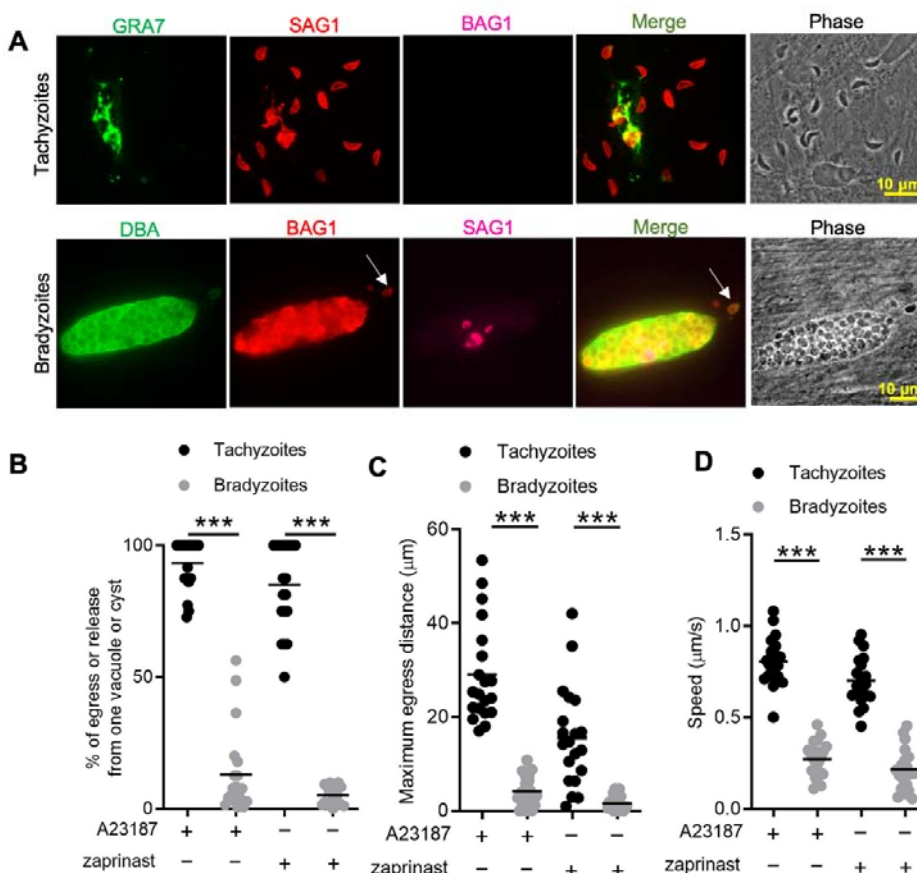 A
GRA7 SAG1 BAG1 Merge Phase
Tachyzoites
10 µm
DBA BAG1 SAG1 Merge Phase
Bradyzoites
10 µm
B
Tachyzoites
Bradyzoites
*** ***
% of egress or release
from one vacuole or cyst
100
50
0
A23187 + + − −
zaprinast − − + +
C
Tachyzoites
Bradyzoites
*** ***
Maximum egress distance (µm)
60
40
20
0
A23187 + + − −
zaprinast − − + +
D
Tachyzoites
Bradyzoites
*** ***
Speed (µm/s)
1.5
1.0
0.5
0.0
A23187 + + − −
zaprinast − − + +